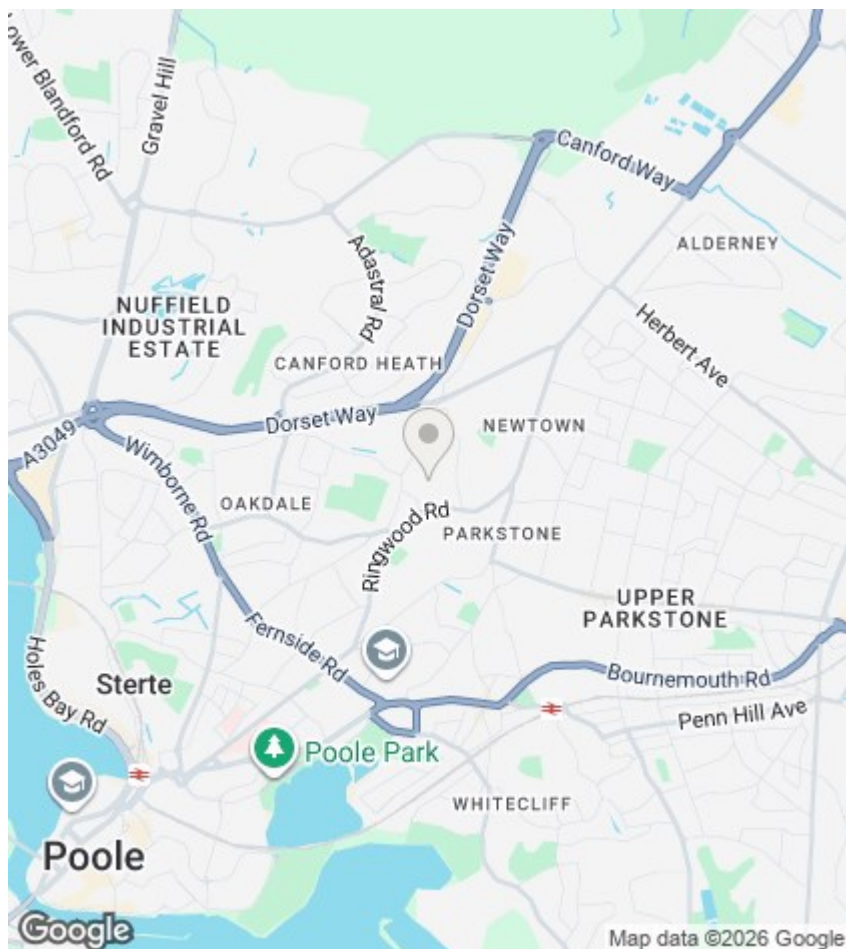 Lower Blandford Rd
Gravel Hill
Canford Way
ALDERNEY
Adastral Rd
Dorset Way
NUFFIELD
INDUSTRIAL
ESTATE
Herbert Ave
CANFORD HEATH
Dorset Way
NEWTOWN
A3049
Wimborne Rd
OAKDALE
Ringwood Rd
PARKSTONE
UPPER
PARKSTONE
Fernside Rd
Holes Bay Rd
Sterte
Bournemouth Rd
Penn Hill Ave
Poole Park
WHITECLIFF
Poole
Google
Map data ©2026 Google